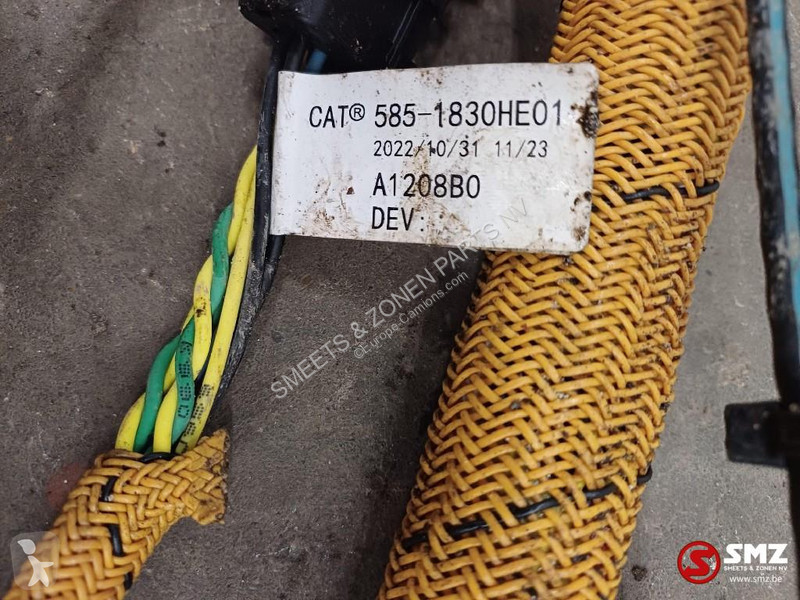 CAT® 585-1830HE01
2022/10/31 11/23
A1208B0
DEV:
SMEETS & ZONEN PARTS NV
©Europe-Camions.com
SMZ
SMEETS & ZONEN NV
www.smz.be